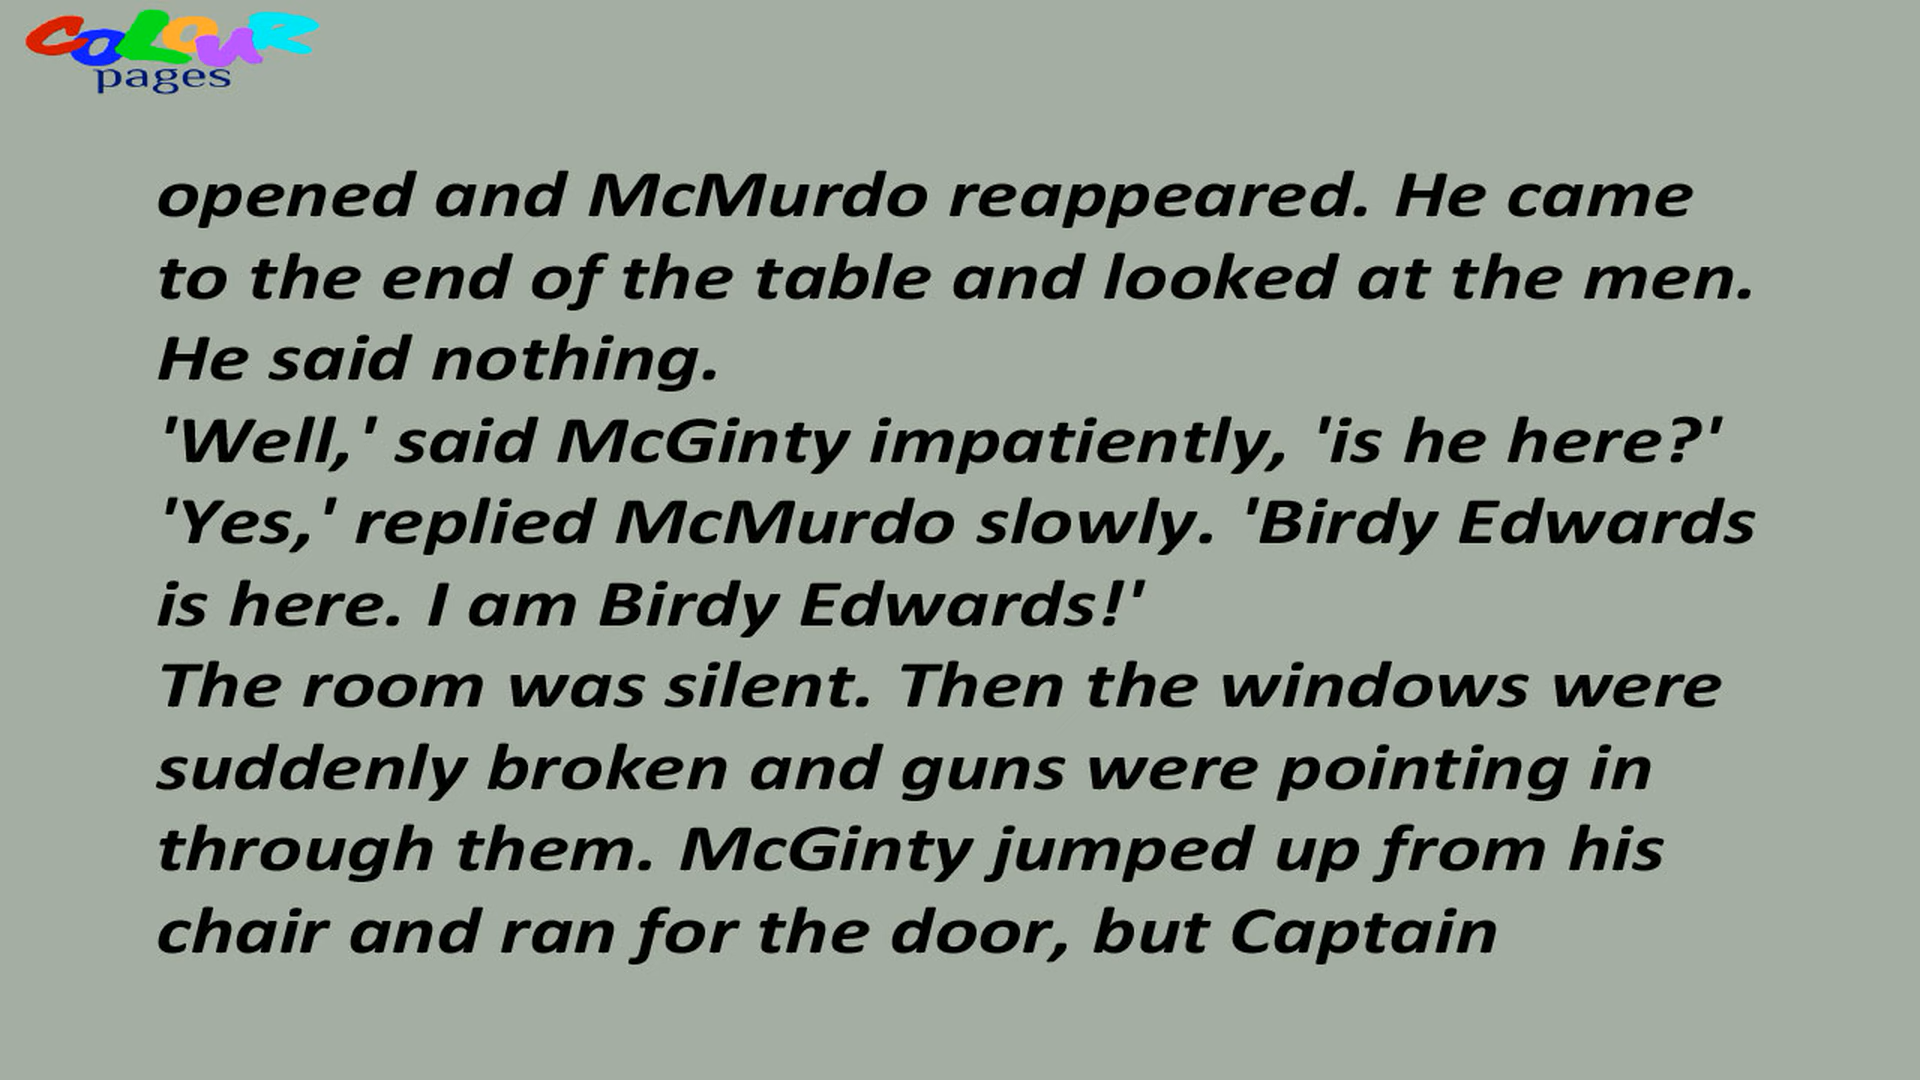 COLOUR
pages
opened and McMurdo reappeared. He came
to the end of the table and looked at the men.
He said nothing.
'Well,' said McGinty impatiently, 'is he here?'
'Yes,' replied McMurdo slowly. 'Birdy Edwards
is here. I am Birdy Edwards!'
The room was silent. Then the windows were
suddenly broken and guns were pointing in
through them. McGinty jumped up from his
chair and ran for the door, but Captain